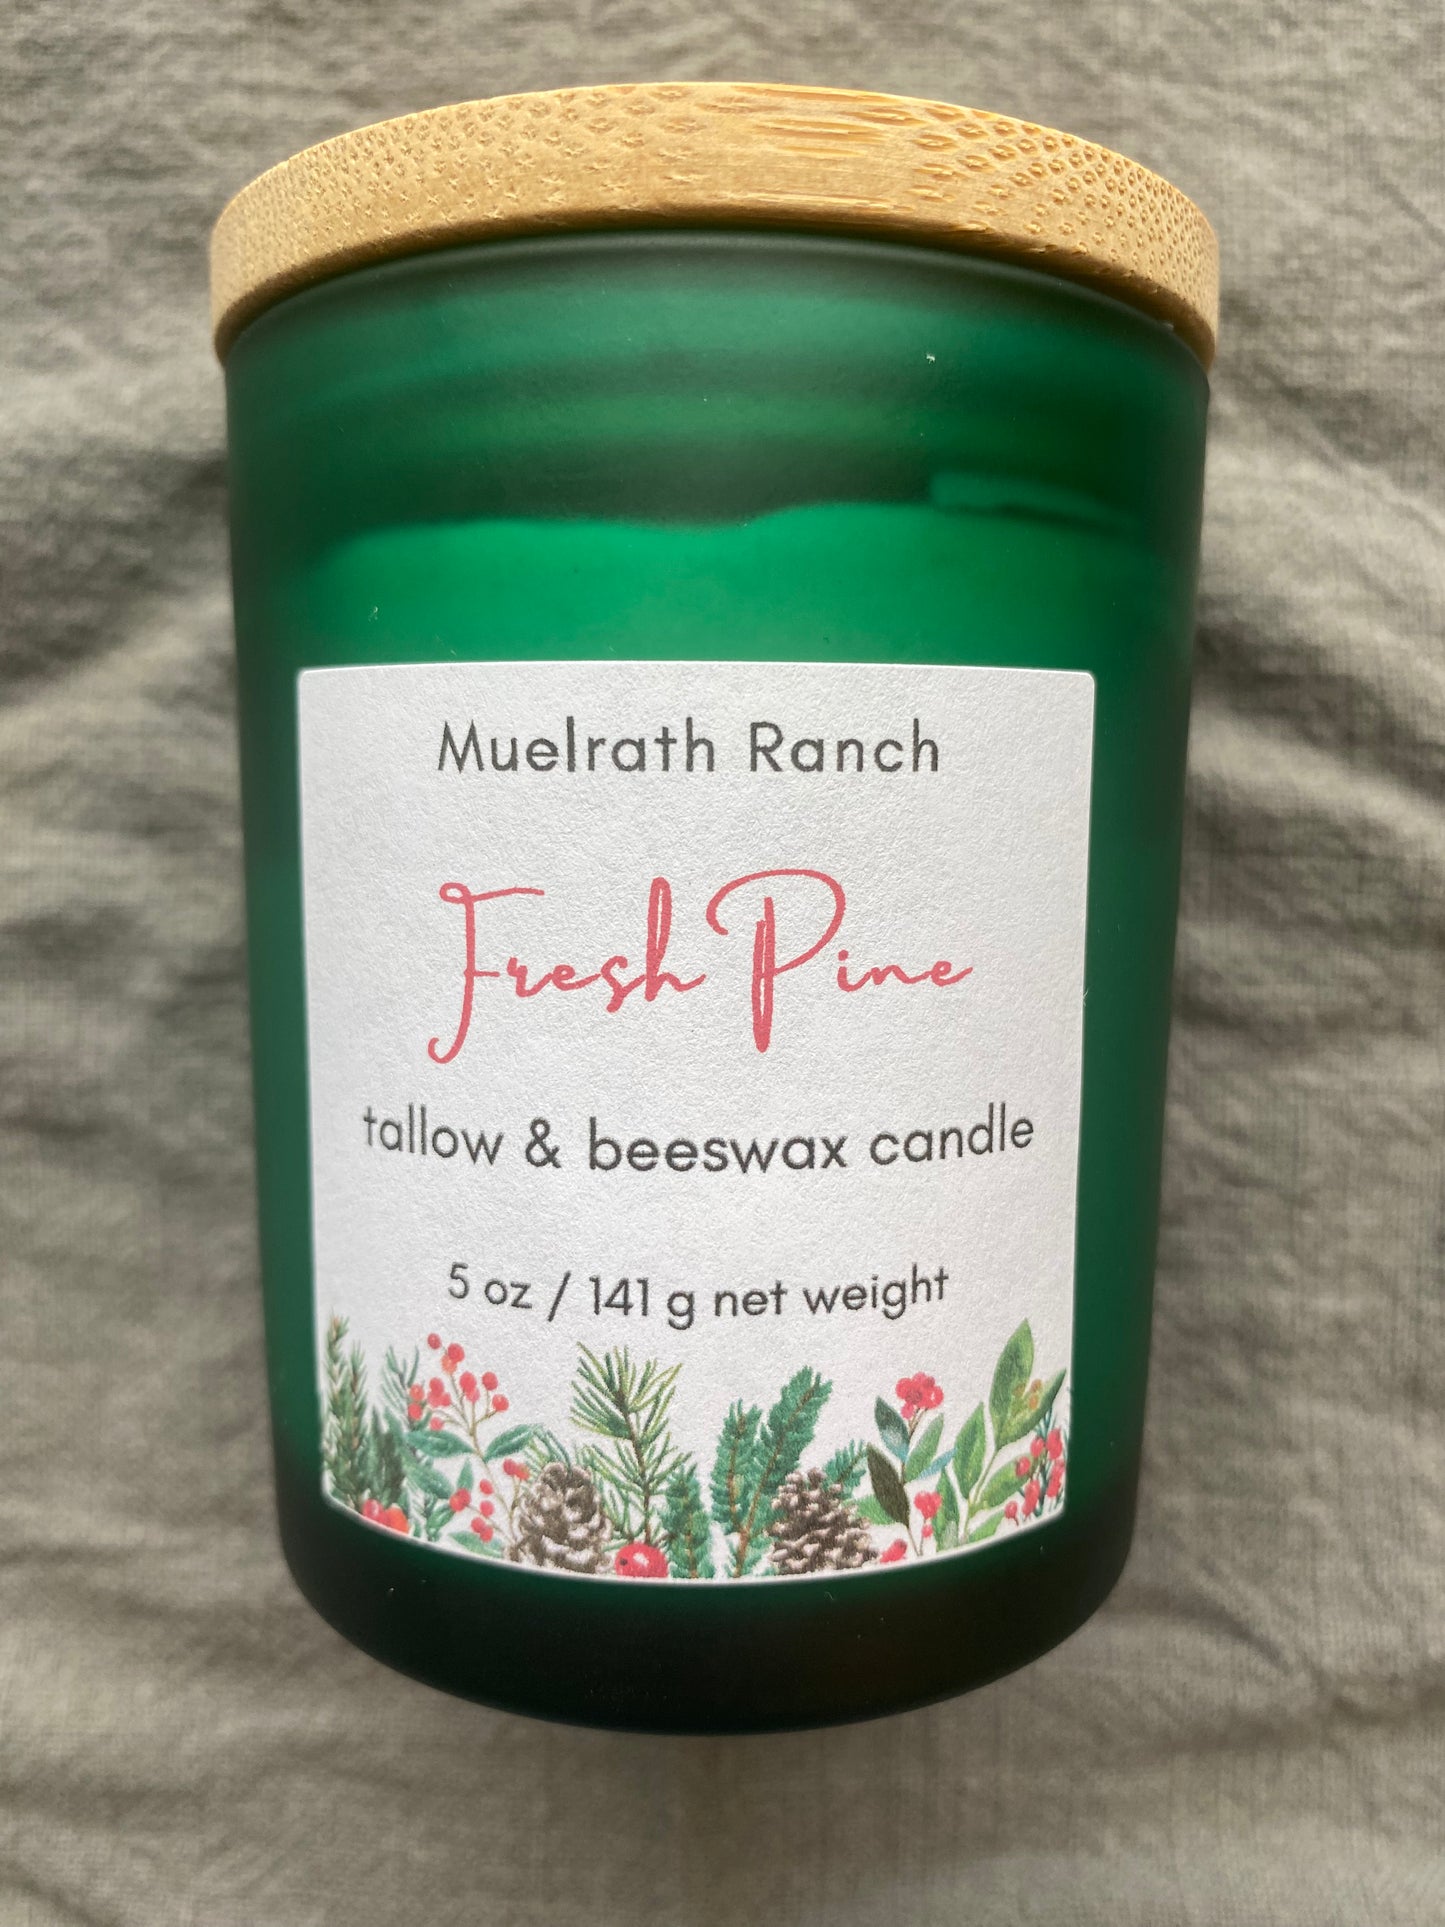 Muelrath Ranch
Fresh Pine
tallow & beeswax candle
5 oz / 141 g net weight